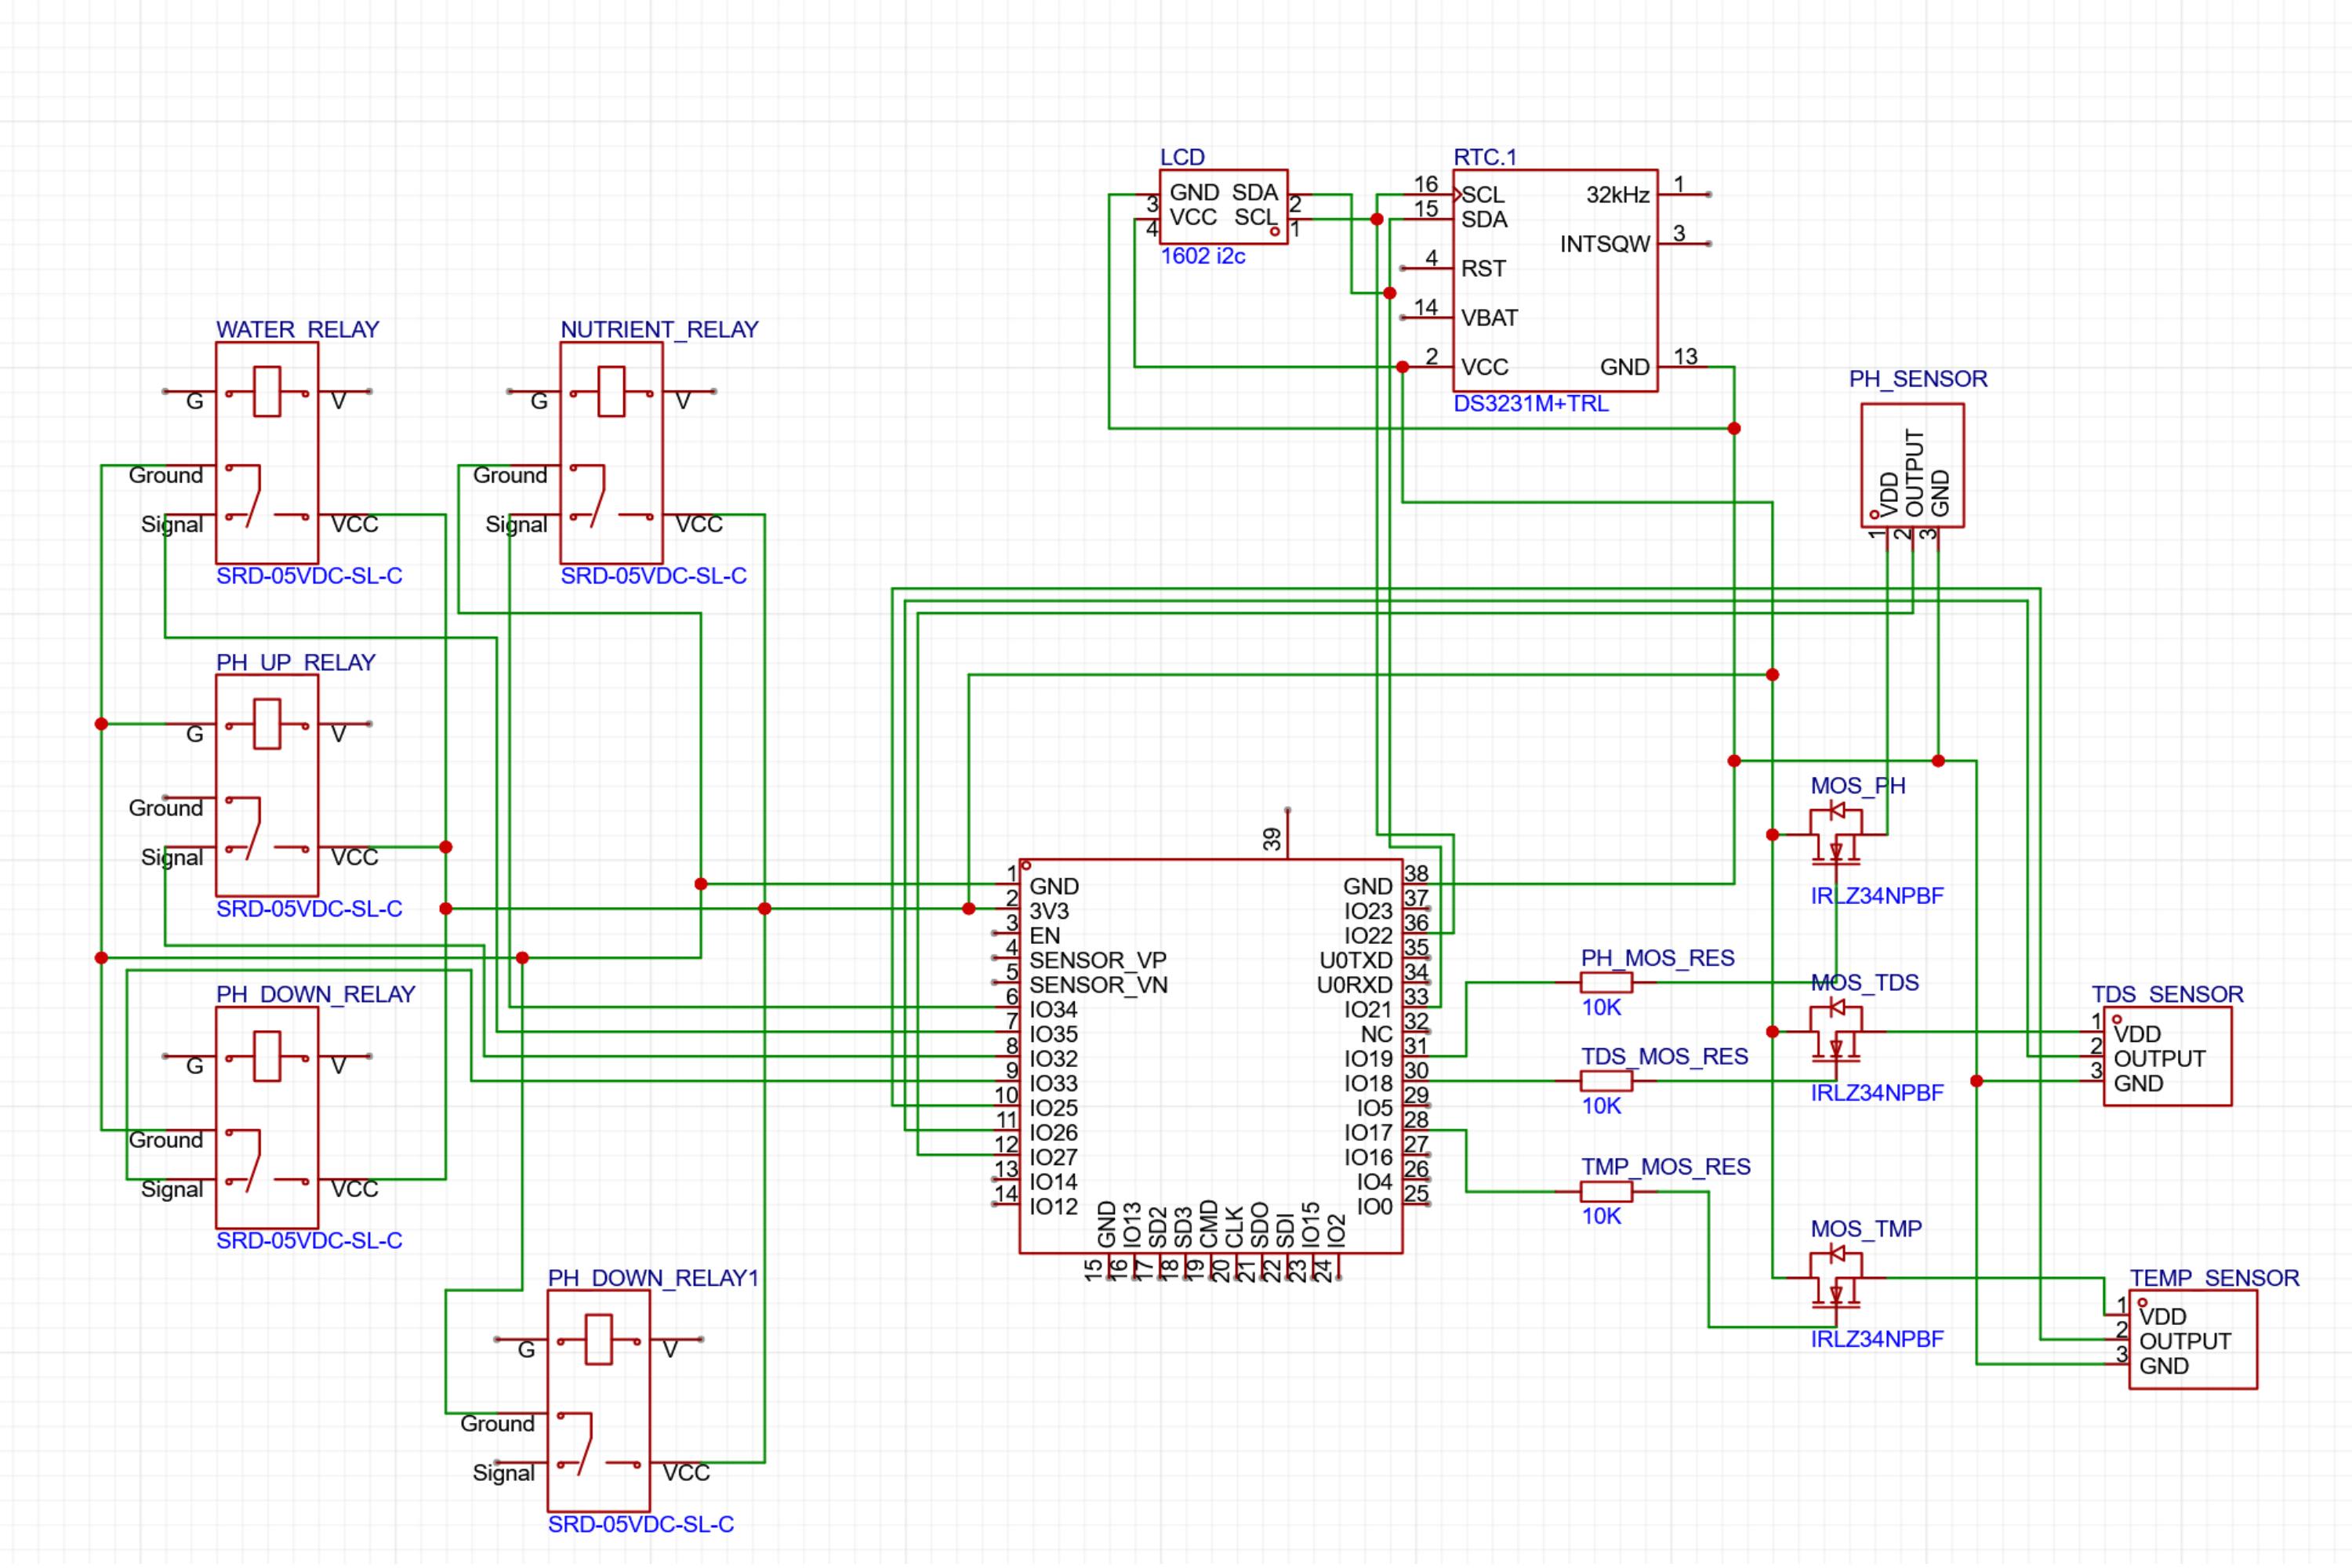 LCD
GND SDA
3 2
VCC SCL
4 1
1602 i2c
RTC.1
16 SCL
15 SDA
4 RST
14 VBAT
2 VCC
32kHz 1
INTSQW 3
GND 13
DS3231M+TRL
WATER_RELAY
G V
Ground
Signal VCC
SRD-05VDC-SL-C
NUTRIENT_RELAY
G V
Ground
Signal VCC
SRD-05VDC-SL-C
PH_SENSOR
VDD
OUTPUT
GND
1
2
3
PH_UP_RELAY
G V
Ground
Signal VCC
SRD-05VDC-SL-C
PH_DOWN_RELAY
G V
Ground
Signal VCC
SRD-05VDC-SL-C
PH_DOWN_RELAY1
G V
Ground
Signal VCC
SRD-05VDC-SL-C
39
1 GND
2 3V3
3 EN
4 SENSOR_VP
5 SENSOR_VN
6 IO34
7 IO35
8 IO32
9 IO33
10 IO25
11 IO26
12 IO27
13 IO14
14 IO12
GND 38
IO23 37
IO22 36
U0TXD 35
U0RXD 34
IO21 33
NC 32
IO19 31
IO18 30
IO5 29
IO17 28
IO16 27
IO4 26
IO0 25
15 GND
16 IO13
17 SD2
18 SD3
19 CMD
20 CLK
21 SDO
22 SDI
23 IO15
24 IO2
PH_MOS_RES
10K
TDS_MOS_RES
10K
TMP_MOS_RES
10K
MOS_PH
IRLZ34NPBF
MOS_TDS
IRLZ34NPBF
MOS_TMP
IRLZ34NPBF
TDS_SENSOR
1 VDD
2 OUTPUT
3 GND
TEMP_SENSOR
1 VDD
2 OUTPUT
3 GND